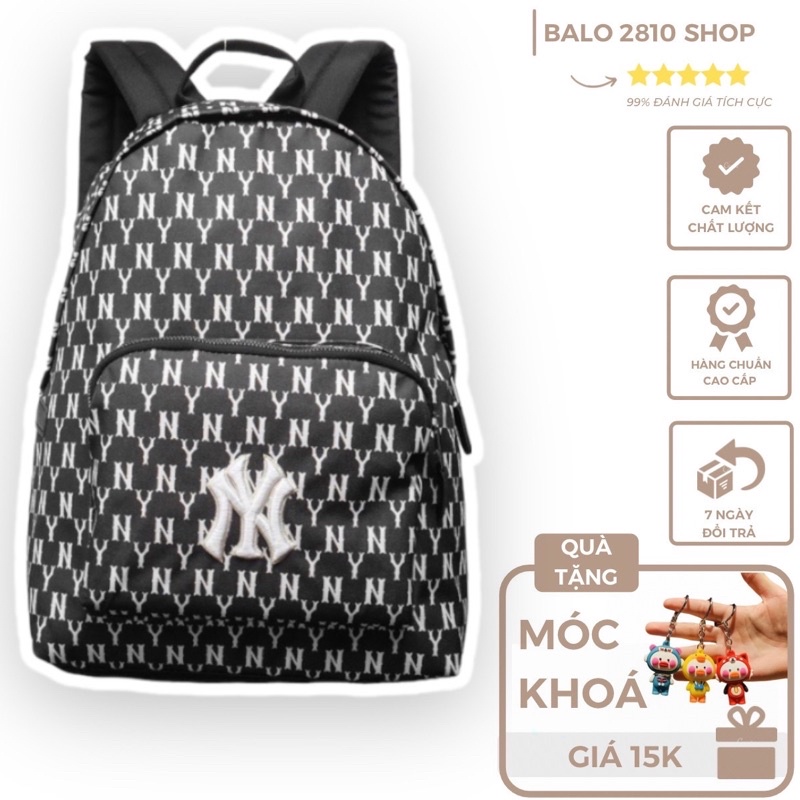 BALO 2810 SHOP
99% ĐÁNH GIÁ TÍCH CỰC
CAM KẾT
CHẤT LƯỢNG
HÀNG CHUẨN
CAO CẤP
7 NGÀY
ĐỔI TRẢ
QUÀ
TẶNG
MÓC
KHOÁ
GIÁ 15K
NY